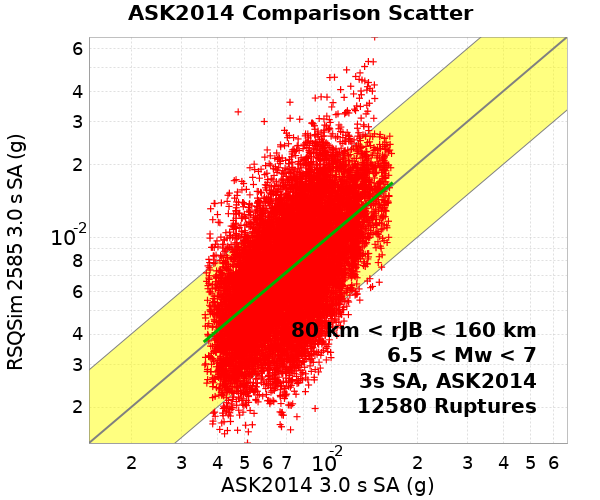 ASK2014 Comparison Scatter
RSQSim 2585 3.0 s SA (g)
6
4
3
2
10-2
8
6
4
3
2
80 km < rJB < 160 km
6.5 < Mw < 7
3s SA, ASK2014
12580 Ruptures
2 3 4 5 6 7 10-2 2 3 4 5 6
ASK2014 3.0 s SA (g)